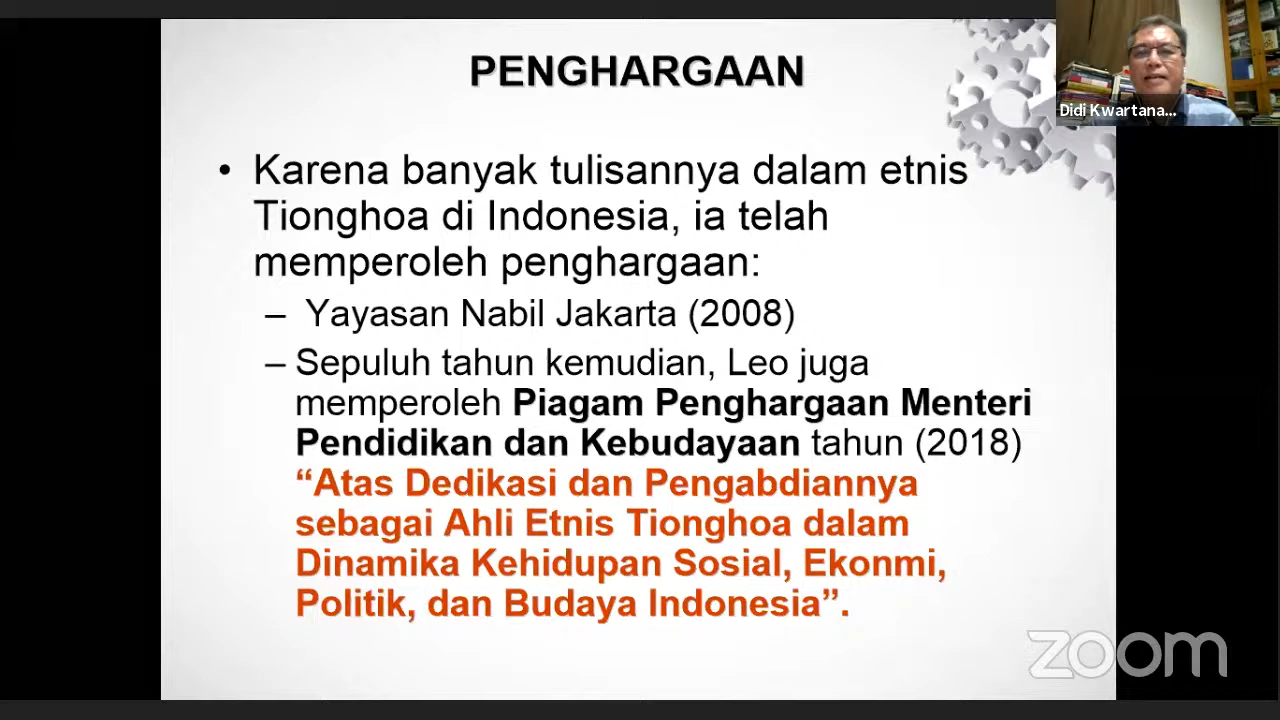 PENGHARGAAN
Didi Kwartana...
• Karena banyak tulisannya dalam etnis
Tionghoa di Indonesia, ia telah
memperoleh penghargaan:
– Yayasan Nabil Jakarta (2008)
– Sepuluh tahun kemudian, Leo juga
memperoleh Piagam Penghargaan Menteri
Pendidikan dan Kebudayaan tahun (2018)
“Atas Dedikasi dan Pengabdiannya
sebagai Ahli Etnis Tionghoa dalam
Dinamika Kehidupan Sosial, Ekonmi,
Politik, dan Budaya Indonesia”.
zoom